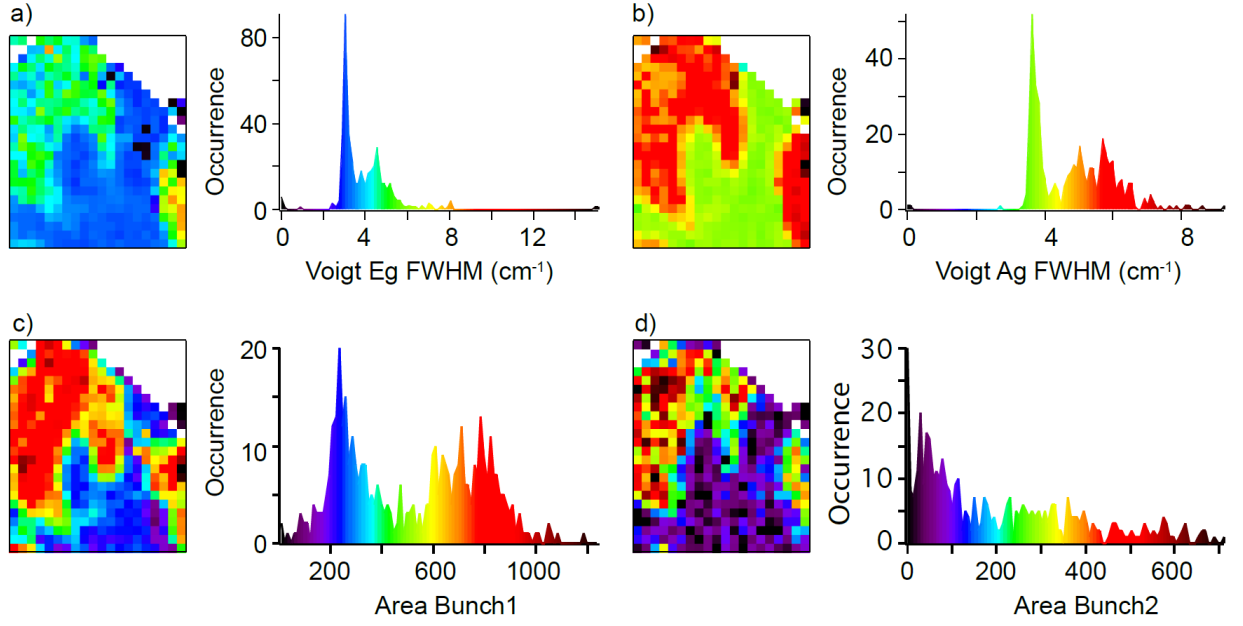 a)
Occurrence
80
40
0
0 4 8 12
Voigt Eg FWHM (cm-1)
b)
Occurrence
40
20
0
0 4 8
Voigt Ag FWHM (cm-1)
c)
Occurrence
20
10
0
200 600 1000
Area Bunch1
d)
Occurrence
30
20
10
0
0 200 400 600
Area Bunch2